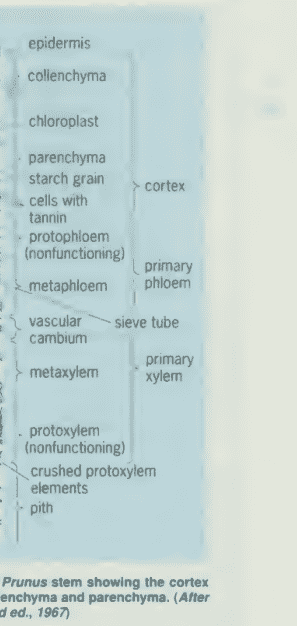 epidermis
collenchyma
chloroplast
parenchyma
starch grain
cortex
cells with
tannin
protophloem
(nonfunctioning)
primary
phloem
metaphloem
vascular
cambium
sieve tube
primary
xylem
metaxylem
protoxylem
(nonfunctioning)
crushed protoxylem
elements
pith
Prunus stem showing the cortex
enchyma and parenchyma. (After
d ed., 1967)